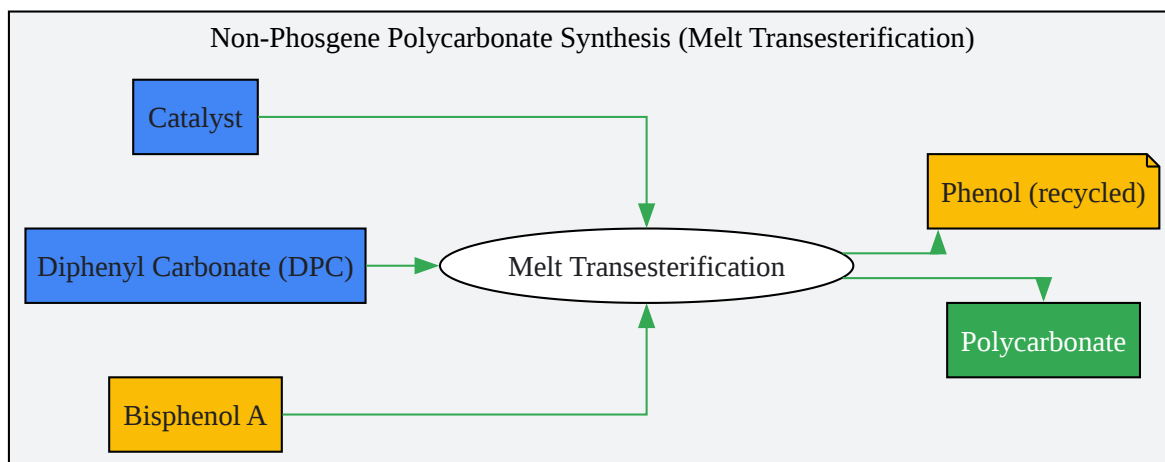 Non-Phosgene Polycarbonate Synthesis (Melt Transesterification)
Catalyst
Phenol (recycled)
Diphenyl Carbonate (DPC)
Melt Transesterification
Polycarbonate
Bisphenol A